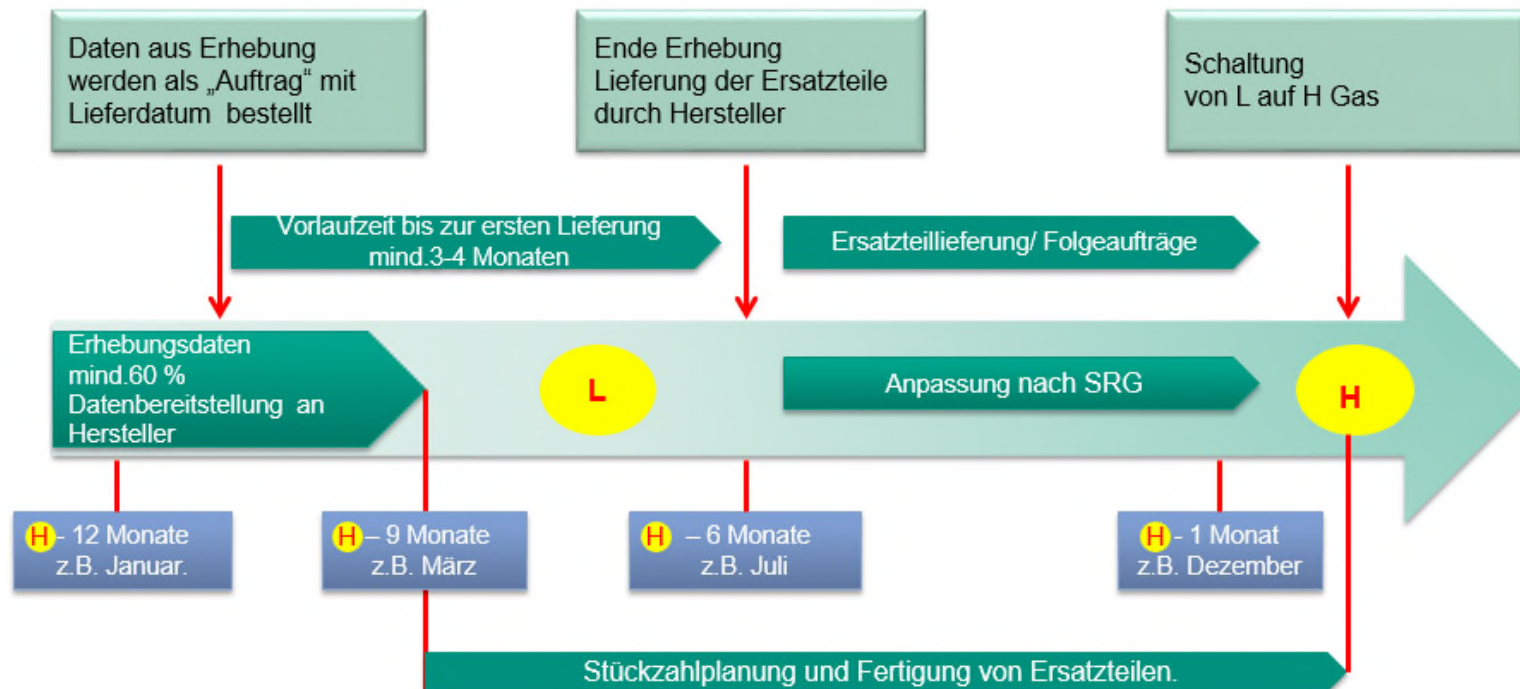 Daten aus Erhebung
werden als „Auftrag“ mit
Lieferdatum bestellt
Ende Erhebung
Lieferung der Ersatzteile
durch Hersteller
Schaltung
von L auf H Gas
Vorlaufzeit bis zur ersten Lieferung
mind.3-4 Monaten
Ersatzteillieferung/ Folgeaufträge
Erhebungsdaten
mind.60 %
Datenbereitstellung an
Hersteller
L
Anpassung nach SRG
H
H - 12 Monate
z.B. Januar.
H – 9 Monate
z.B. März
H – 6 Monate
z.B. Juli
H - 1 Monat
z.B. Dezember
Stückzahlplanung und Fertigung von Ersatzteilen.